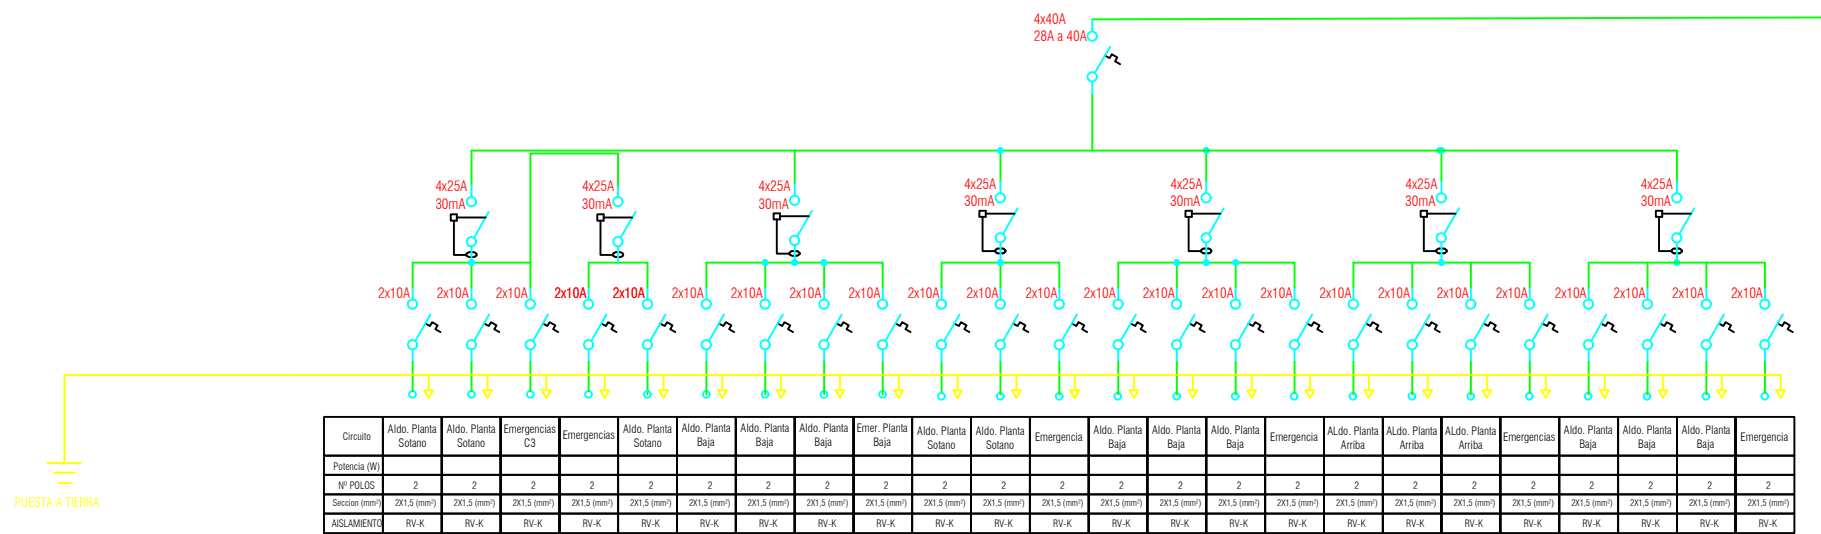 4x40A
28A a 40A
4x25A 4x25A 4x25A 4x25A 4x25A 4x25A 4x25A
30mA 30mA 30mA 30mA 30mA 30mA 30mA
2x10A 2x10A 2x10A 2x10A 2x10A 2x10A 2x10A 2x10A 2x10A 2x10A 2x10A 2x10A 2x10A 2x10A 2x10A 2x10A 2x10A 2x10A 2x10A 2x10A 2x10A 2x10A 2x10A 2x10A
Circuito Aldo. Planta Sotano Aldo. Planta Sotano Emergencias C3 Emergencias Aldo. Planta Sotano Aldo. Planta Baja Aldo. Planta Baja Aldo. Planta Baja Emer. Planta Baja Aldo. Planta Sotano Aldo. Planta Sotano Emergencia Aldo. Planta Baja Aldo. Planta Baja Aldo. Planta Baja Emergencia ALdo. Planta Arriba ALdo. Planta Arriba ALdo. Planta Arriba Emergencias Aldo. Planta Baja Aldo. Planta Baja Aldo. Planta Baja Emergencia
Potencia (W)
Nº POLOS 2 2 2 2 2 2 2 2 2 2 2 2 2 2 2 2 2 2 2 2 2 2 2 2
Seccion (mm²) 2X1,5 (mm²) 2X1,5 (mm²) 2X1,5 (mm²) 2X1,5 (mm²) 2X1,5 (mm²) 2X1,5 (mm²) 2X1,5 (mm²) 2X1,5 (mm²) 2X1,5 (mm²) 2X1,5 (mm²) 2X1,5 (mm²) 2X1,5 (mm²) 2X1,5 (mm²) 2X1,5 (mm²) 2X1,5 (mm²) 2X1,5 (mm²) 2X1,5 (mm²) 2X1,5 (mm²) 2X1,5 (mm²) 2X1,5 (mm²) 2X1,5 (mm²) 2X1,5 (mm²) 2X1,5 (mm²) 2X1,5 (mm²)
AISLAMIENTO RV-K RV-K RV-K RV-K RV-K RV-K RV-K RV-K RV-K RV-K RV-K RV-K RV-K RV-K RV-K RV-K RV-K RV-K RV-K RV-K RV-K RV-K RV-K RV-K
PUESTA A TIERRA